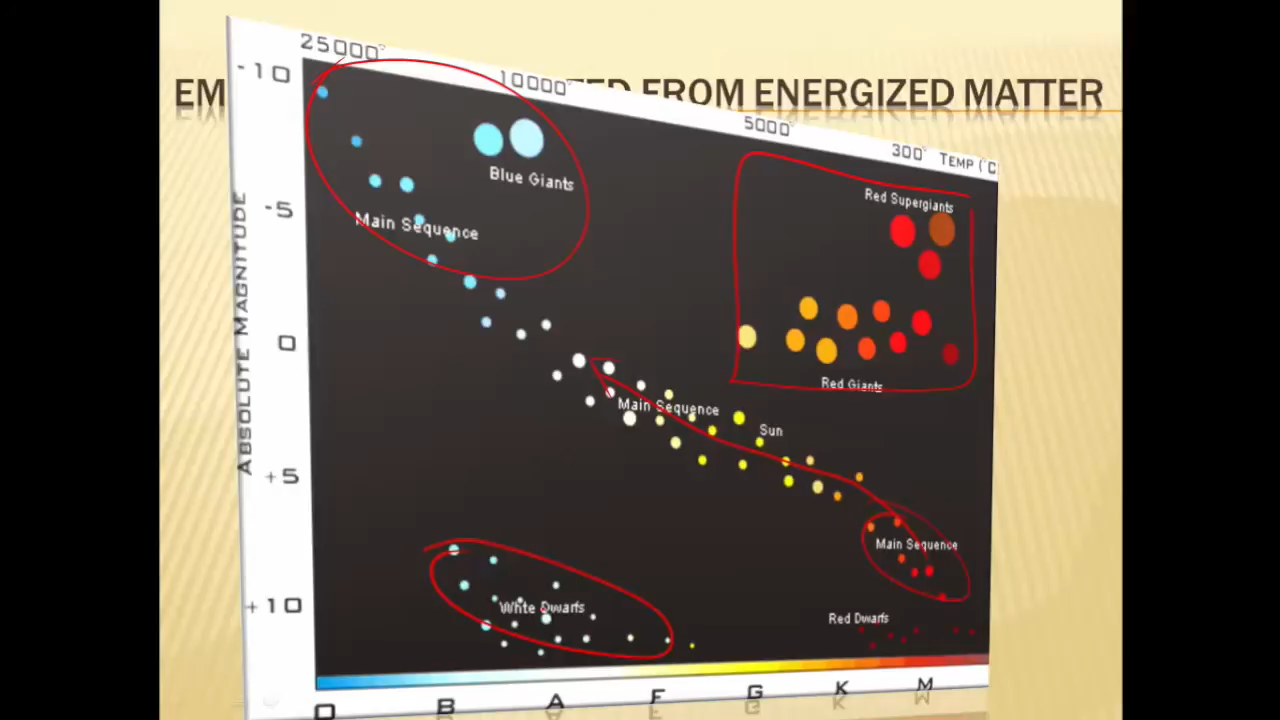 25000°
10000°
5000°
300°
TEMP (°C
EM
TED FROM ENERGIZED MATTER
-10
-5
0
+5
+10
ABSOLUTE MAGNITUDE
Blue Giants
Main Sequence
Red Supergiants
Red Giants
Main Sequence
Sun
Main Sequence
White Dwarfs
Red Dwarfs
O B A F G K M